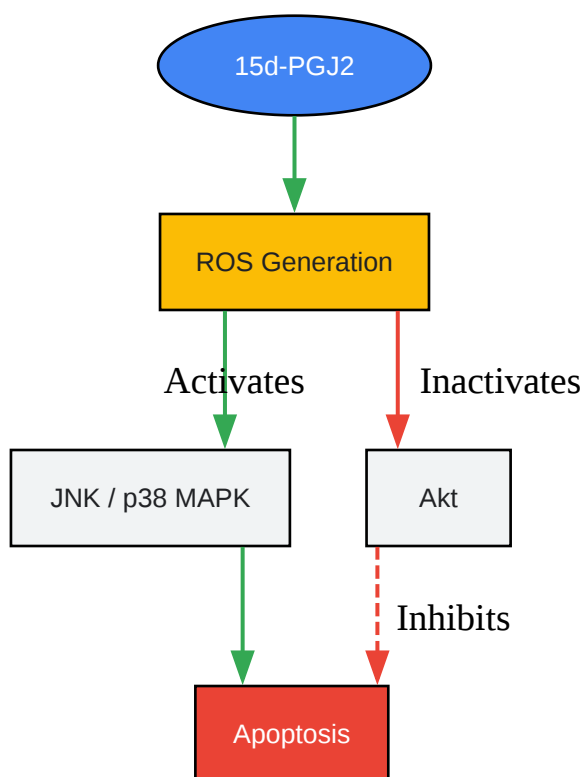 15d-PGJ2
ROS Generation
Activates
Inactivates
JNK / p38 MAPK
Akt
Inhibits
Apoptosis